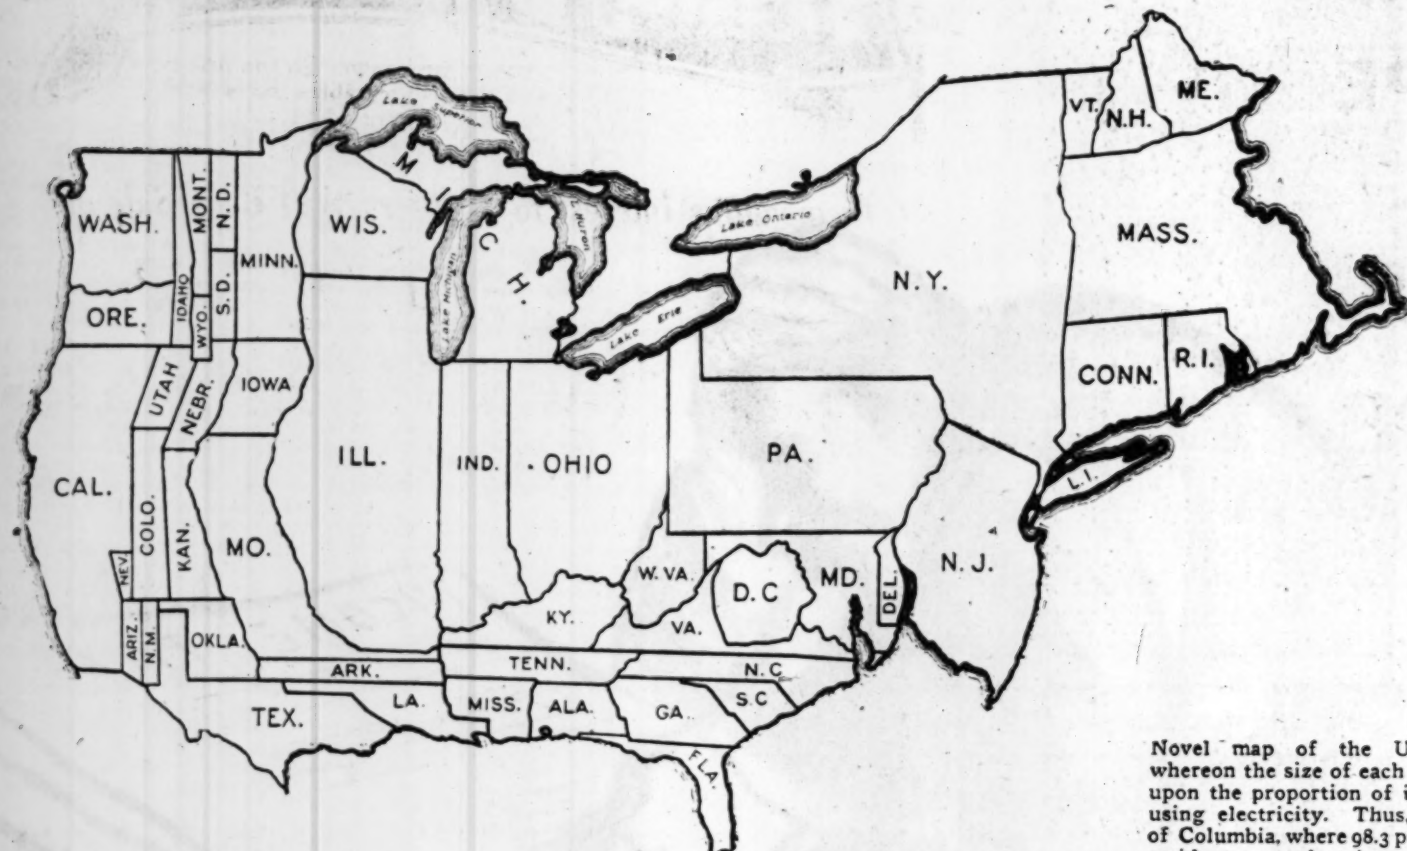 Lake Superior
ME.
VT.
N.H.
MICH.
WASH.
IDAHO
MONT.
N. D.
MINN.
WIS.
Lake Michigan
L. Huron
Lake Ontario
MASS.
ORE.
WYO.
S. D.
N. Y.
Lake Erie
UTAH
NEBR.
IOWA
CONN.
R. I.
CAL.
COLO.
KAN.
MO.
ILL.
IND.
OHIO
PA.
L. I.
NEV.
W. VA.
D. C
MD.
DEL.
N. J.
ARIZ.
N. M.
OKLA.
KY.
VA.
ARK.
TENN.
N. C
TEX.
LA.
MISS.
ALA.
GA.
S. C
FLA.
Novel map of the U
whereon the size of each
upon the proportion of i
using electricity. Thus,
of Columbia, where 98.3 p